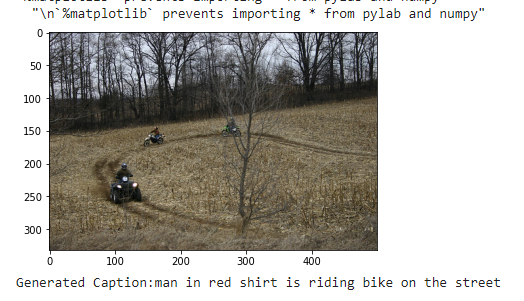 "\n`%matplotlib` prevents importing * from pylab and numpy"
0
50
100
150
200
250
300
0 100 200 300 400
Generated Caption:man in red shirt is riding bike on the street